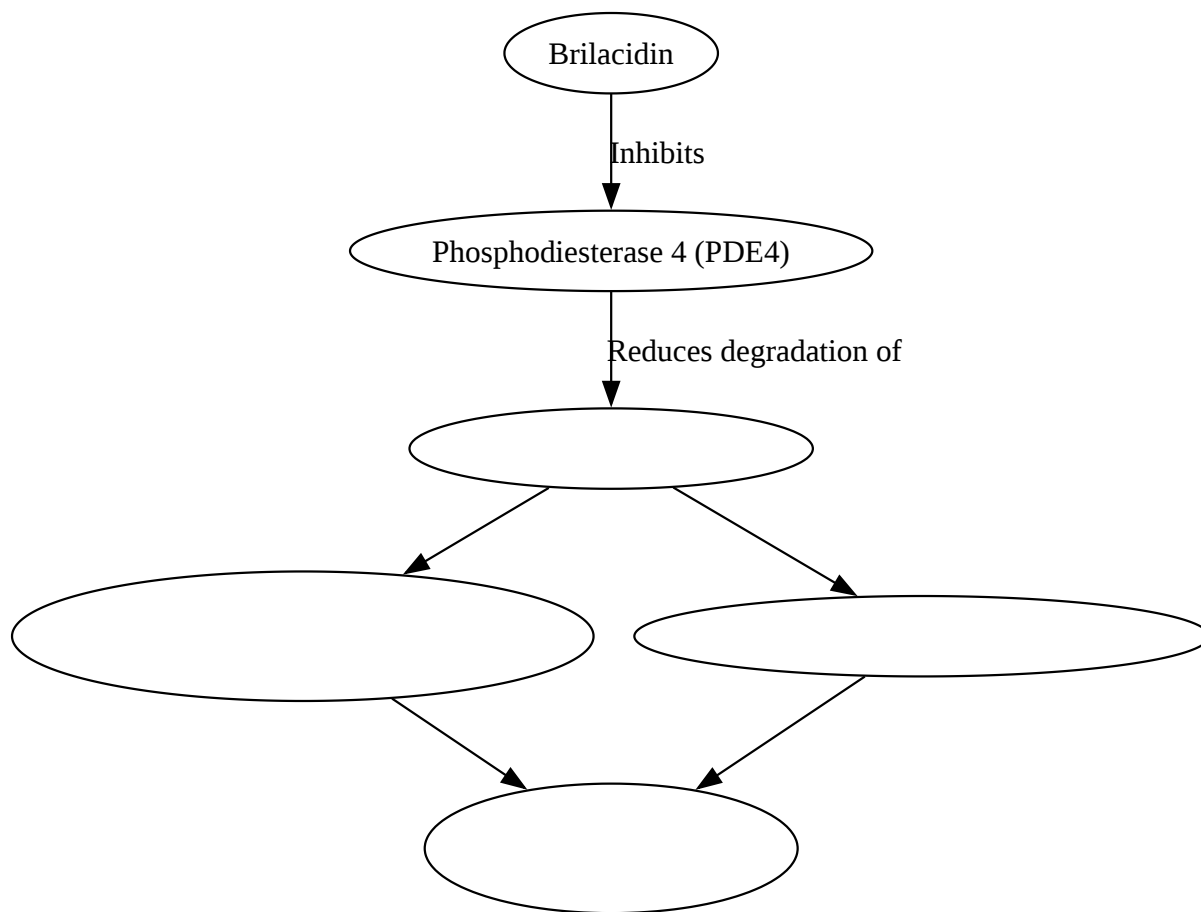 Brilacidin
Inhibits
Phosphodiesterase 4 (PDE4)
Reduces degradation of